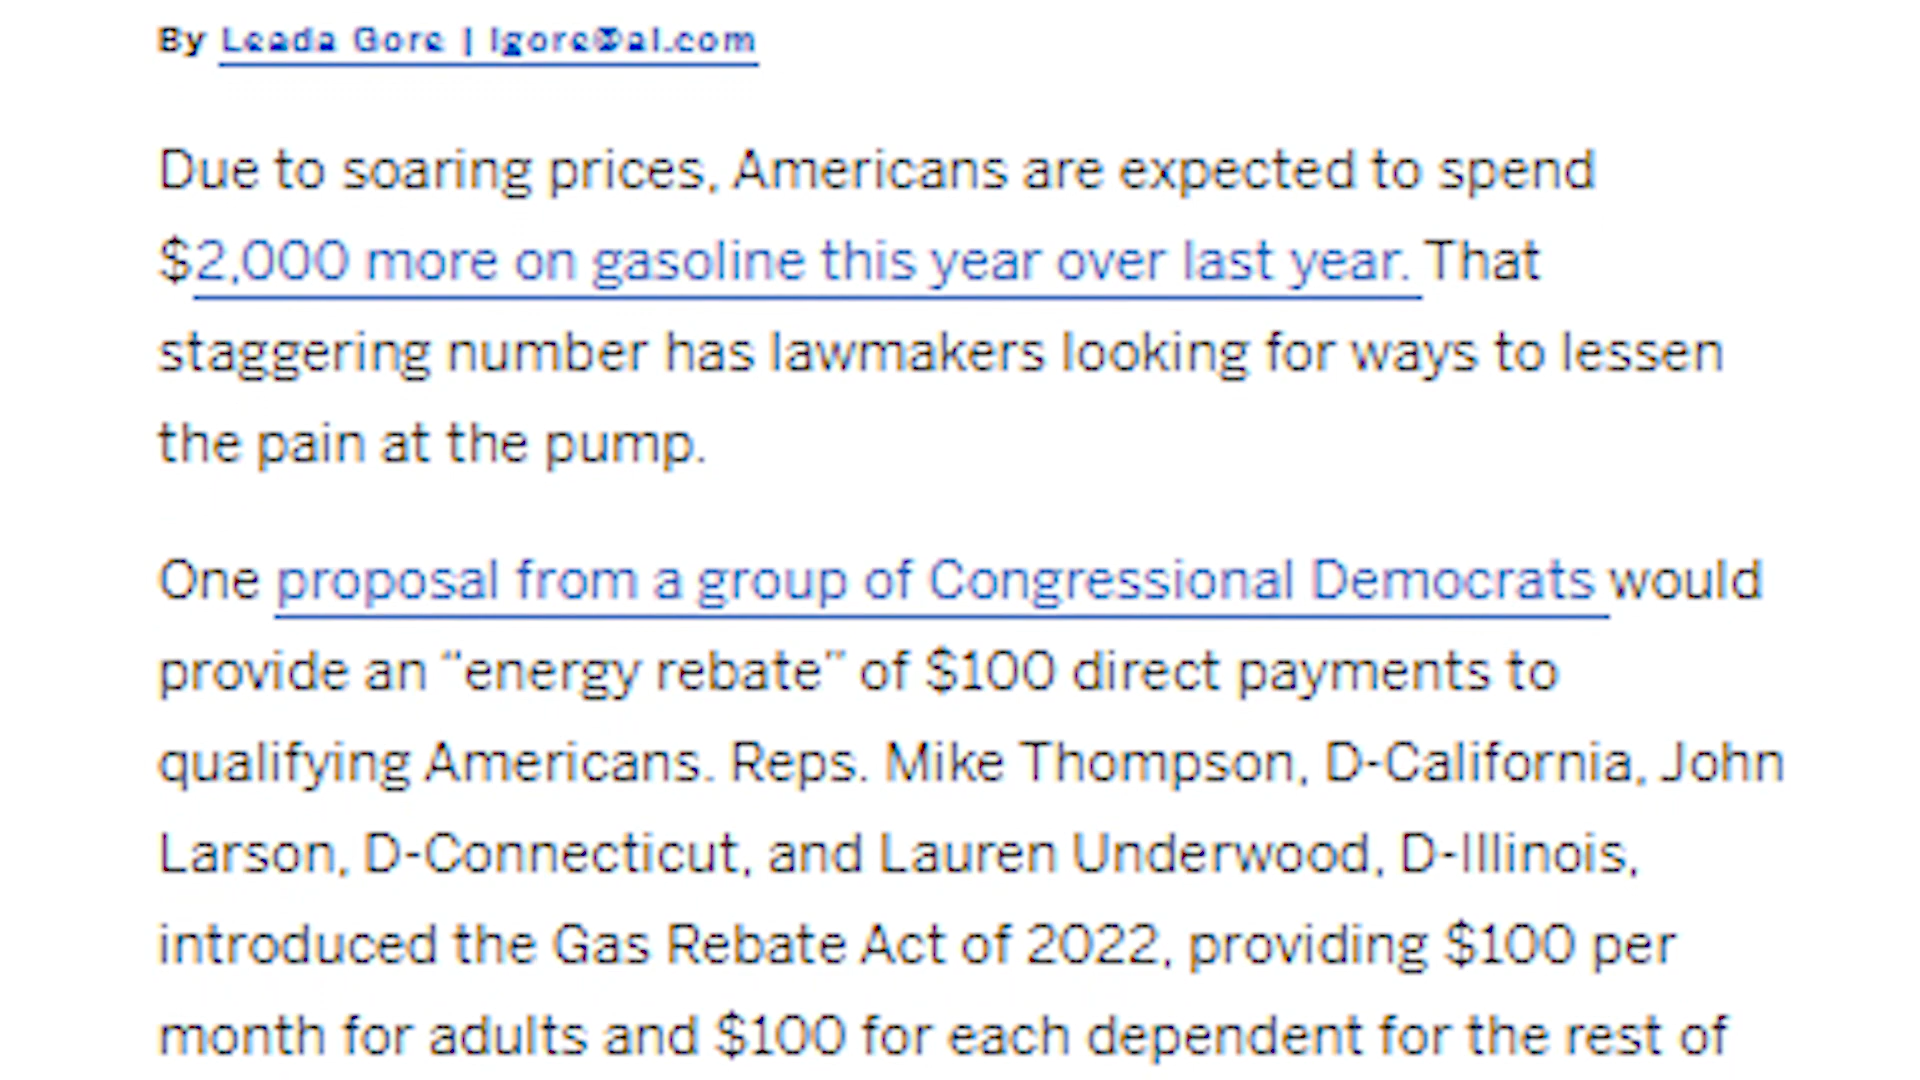 By Leada Gore | lgore@al.com
Due to soaring prices, Americans are expected to spend
$2,000 more on gasoline this year over last year. That
staggering number has lawmakers looking for ways to lessen
the pain at the pump.
One proposal from a group of Congressional Democrats would
provide an “energy rebate” of $100 direct payments to
qualifying Americans. Reps. Mike Thompson, D-California, John
Larson, D-Connecticut, and Lauren Underwood, D-Illinois,
introduced the Gas Rebate Act of 2022, providing $100 per
month for adults and $100 for each dependent for the rest of